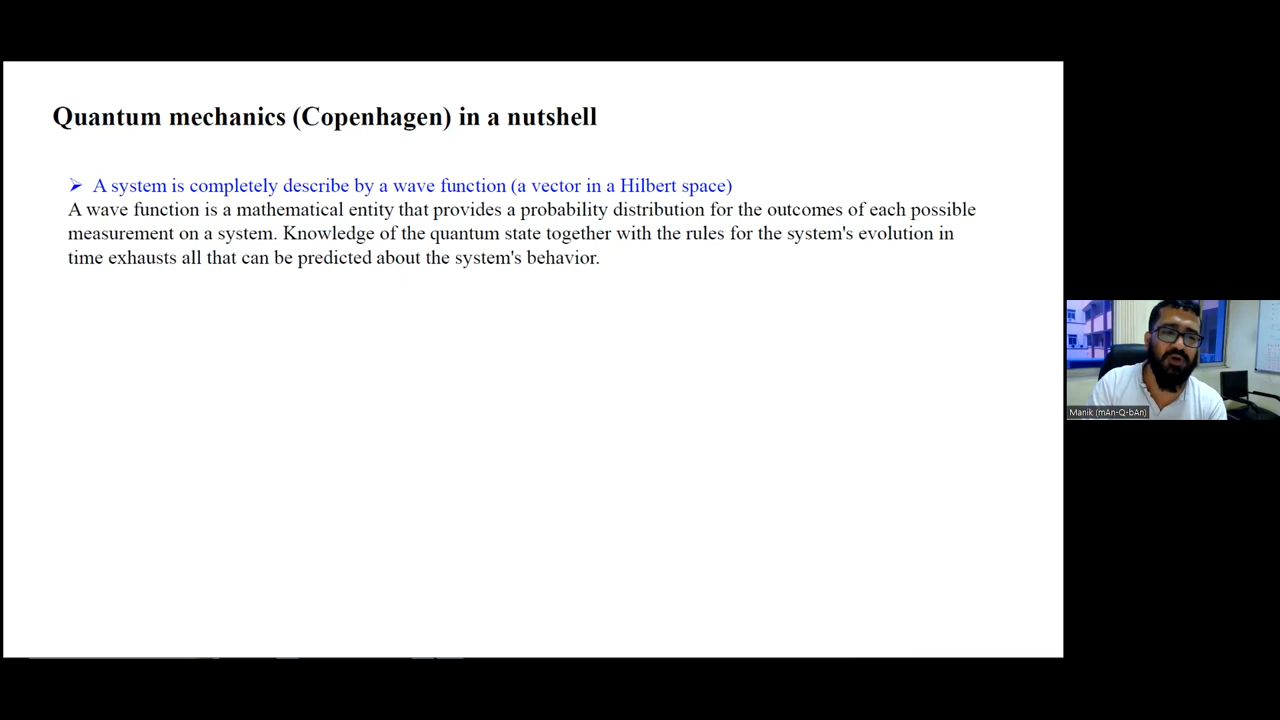 Quantum mechanics (Copenhagen) in a nutshell
➢ A system is completely describe by a wave function (a vector in a Hilbert space)
A wave function is a mathematical entity that provides a probability distribution for the outcomes of each possible
measurement on a system. Knowledge of the quantum state together with the rules for the system's evolution in
time exhausts all that can be predicted about the system's behavior.
Manik (mAn-Q-bAn)